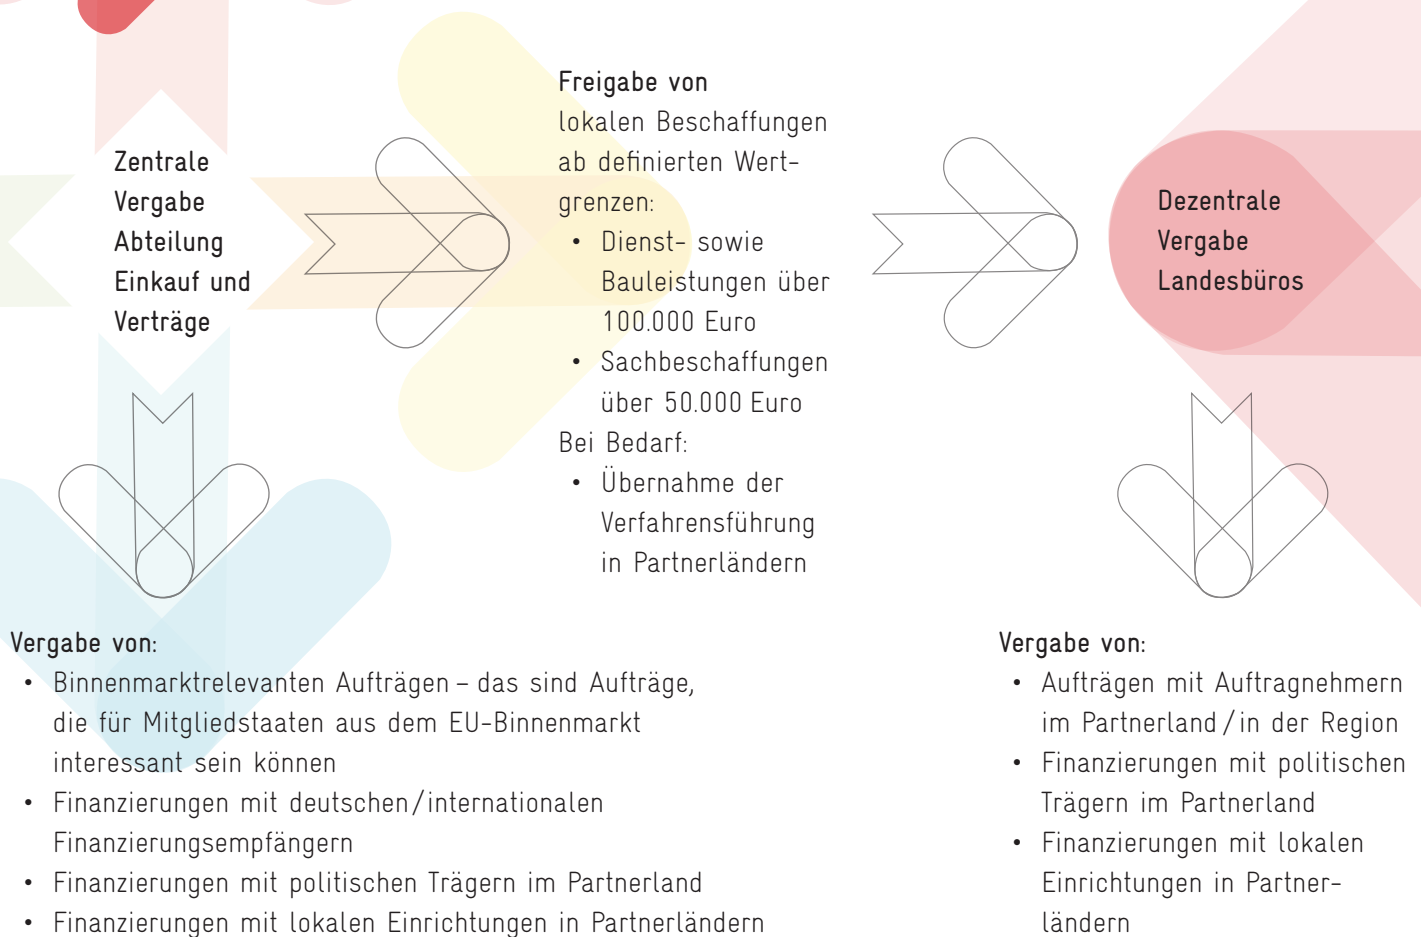 Zentrale
Vergabe
Abteilung
Einkauf und
Verträge
Freigabe von
lokalen Beschaffungen
ab definierten Wert-
grenzen:
• Dienst- sowie
Bauleistungen über
100.000 Euro
• Sachbeschaffungen
über 50.000 Euro
Bei Bedarf:
• Übernahme der
Verfahrensführung
in Partnerländern
Dezentrale
Vergabe
Landesbüros
Vergabe von:
• Binnenmarktrelevanten Aufträgen – das sind Aufträge,
die für Mitgliedstaaten aus dem EU-Binnenmarkt
interessant sein können
• Finanzierungen mit deutschen/internationalen
Finanzierungsempfängern
• Finanzierungen mit politischen Trägern im Partnerland
• Finanzierungen mit lokalen Einrichtungen in Partnerländern
Vergabe von:
• Aufträgen mit Auftragnehmern
im Partnerland/in der Region
• Finanzierungen mit politischen
Trägern im Partnerland
• Finanzierungen mit lokalen
Einrichtungen in Partner-
ländern